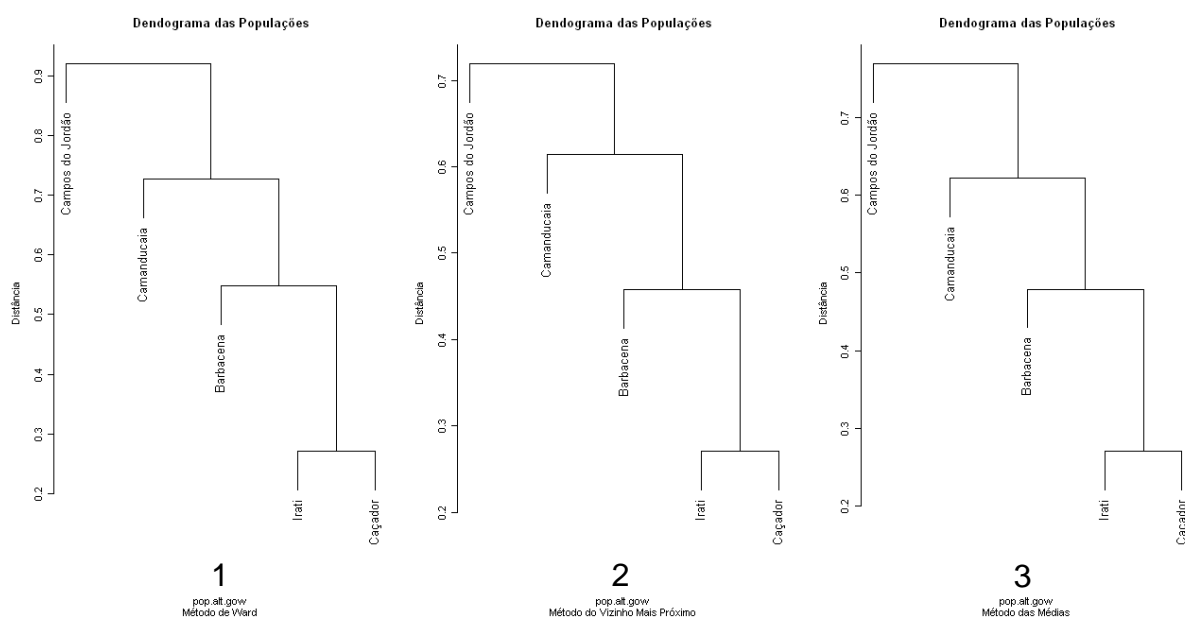 Dendograma das Populações
Distância
0.9
0.8
0.7
0.6
0.5
0.4
0.3
0.2
Campos do Jordão
Camanducaia
Barbacena
Irati
Caçador
1
pop.alt.gow
Método de Ward
Dendograma das Populações
Distância
0.7
0.6
0.5
0.4
0.3
0.2
Campos do Jordão
Camanducaia
Barbacena
Irati
Caçador
2
pop.alt.gow
Método do Vizinho Mais Próximo
Dendograma das Populações
Distância
0.7
0.6
0.5
0.4
0.3
0.2
Campos do Jordão
Camanducaia
Barbacena
Irati
Caçador
3
pop.alt.gow
Método das Médias